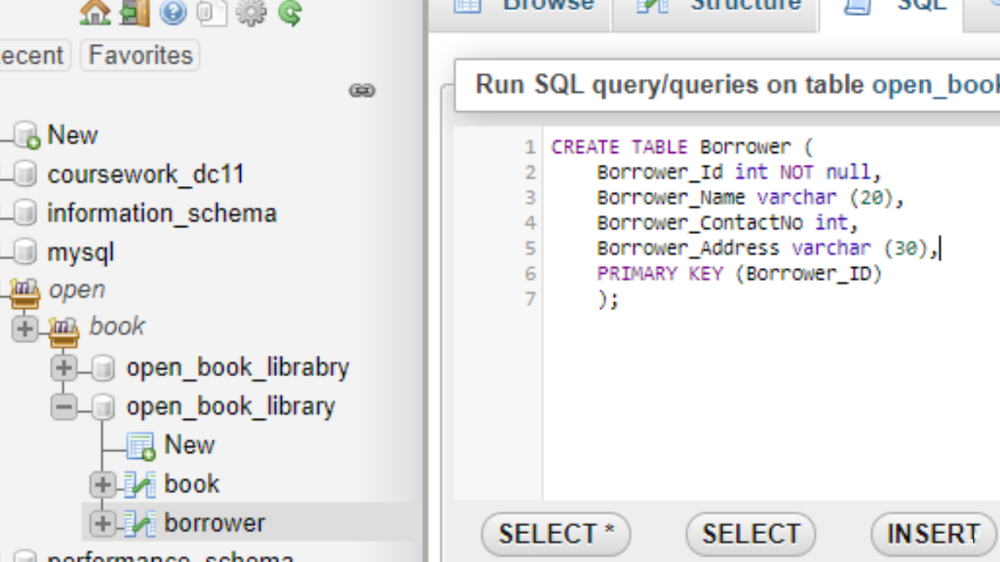 Browse Structure SQL
ecent Favorites
New
coursework_dc11
information_schema
mysql
open
book
open_book_librabry
open_book_library
New
book
borrower
performance_schema
Run SQL query/queries on table open_book
1 CREATE TABLE Borrower (
2 Borrower_Id int NOT null,
3 Borrower_Name varchar (20),
4 Borrower_ContactNo int,
5 Borrower_Address varchar (30),
6 PRIMARY KEY (Borrower_ID)
7 );
SELECT * SELECT INSERT